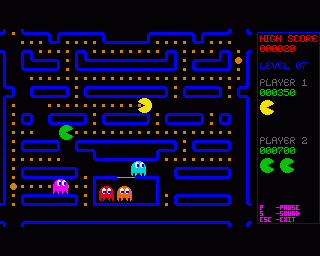 HIGH SCORE
000020
LEVEL 07
PLAYER 1
000350
PLAYER 2
000700
P -PAUSE
S -SOUND
ESC -EXIT